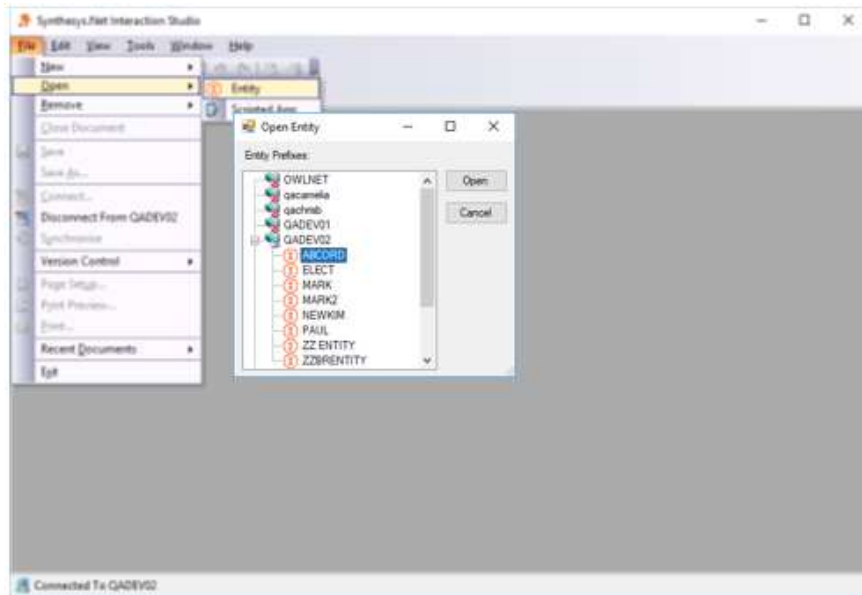 Synthesys.Net Interaction Studio
File Edit View Tools Window Help
New
Open
Remove
Close Document
Save
Save As...
Connect...
Disconnect From QADEV02
Synchronise
Version Control
Page Setup...
Print Preview...
Print...
Recent Documents
Exit
Entity
Scripted App
Open Entity
Entity Prefixes:
OWLNET
qacamelia
qachrisb
QADEV01
QADEV02
ABCORD
ELECT
MARK
MARK2
NEWKIM
PAUL
ZZ ENTITY
ZZBRENTITY
Open
Cancel
Connected To QADEV02